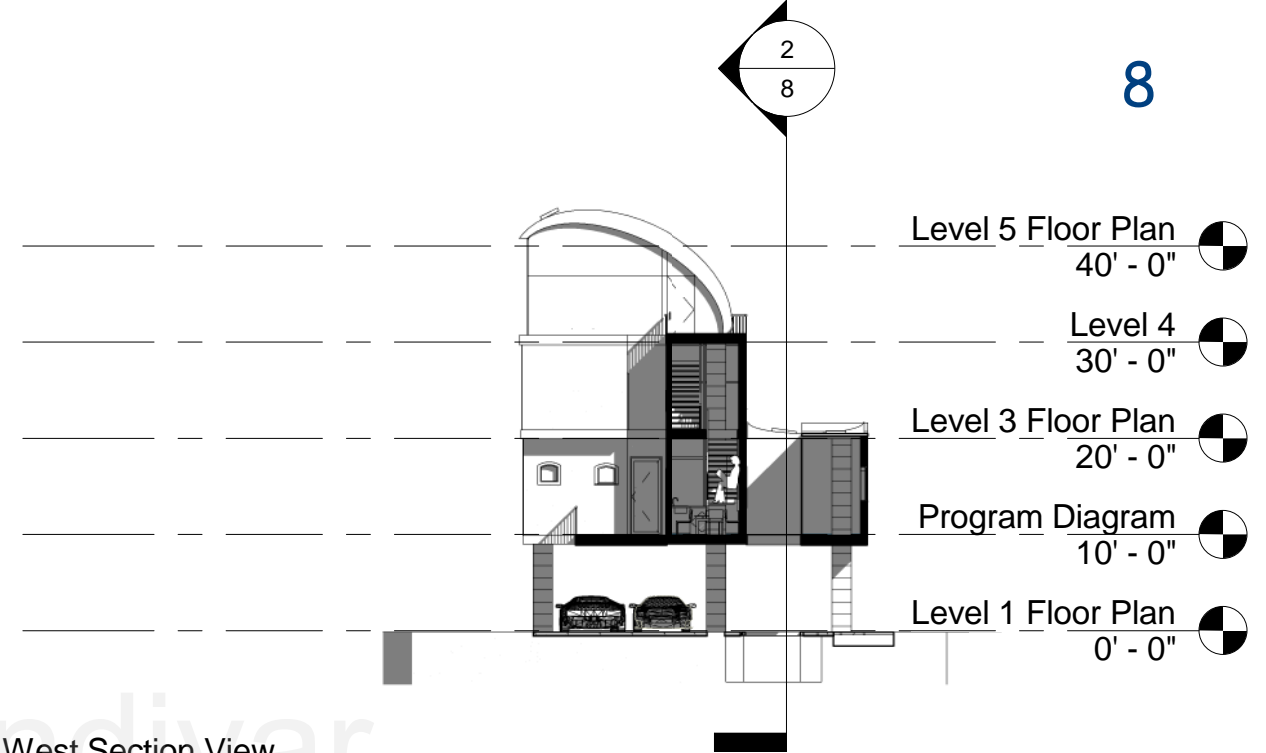 2
8
8
Level 5 Floor Plan
40' - 0"
Level 4
30' - 0"
Level 3 Floor Plan
20' - 0"
Program Diagram
10' - 0"
Level 1 Floor Plan
0' - 0"
West Section View